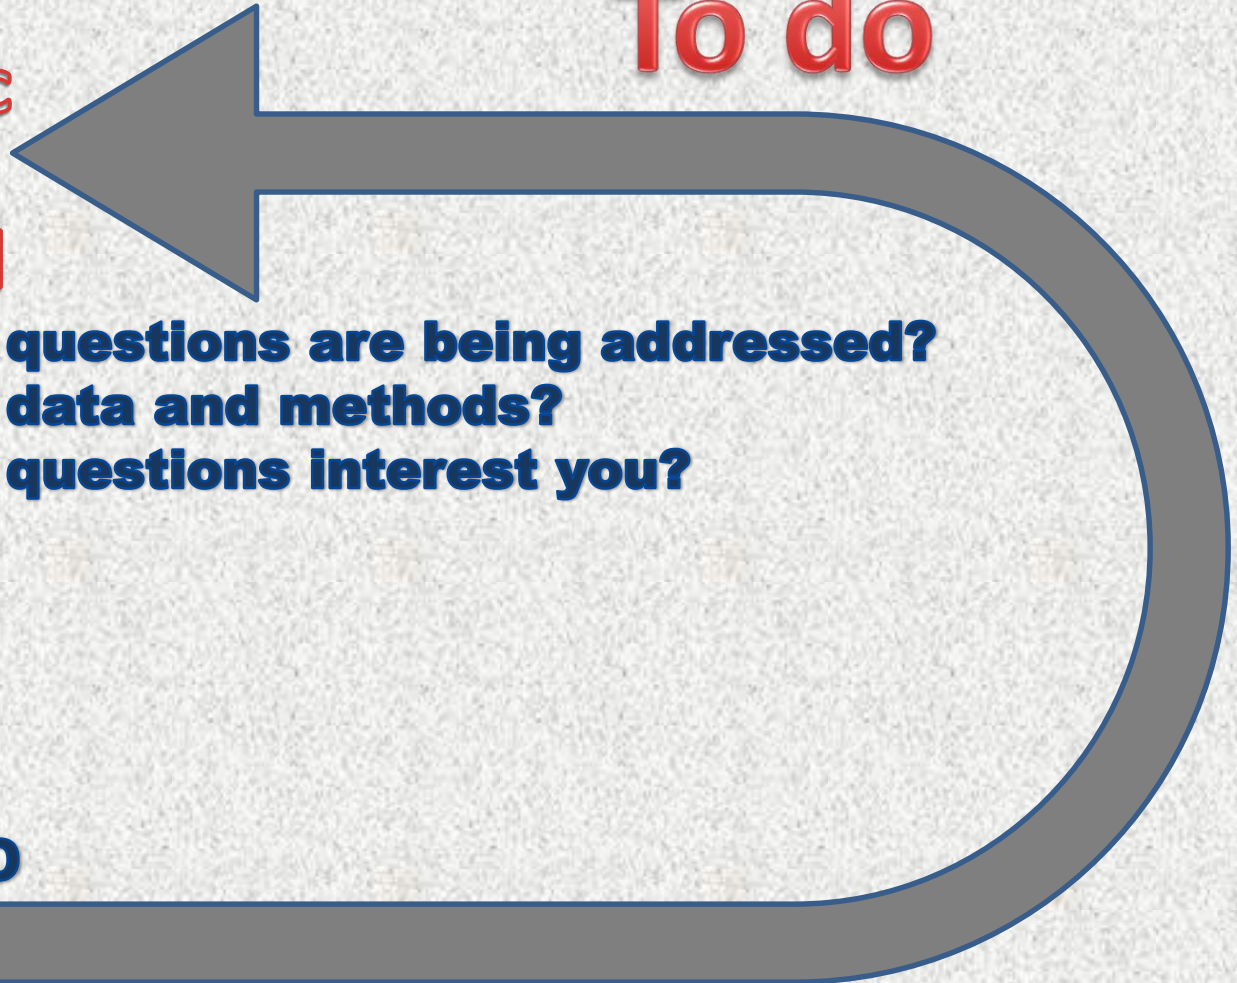 To do
questions are being addressed?
data and methods?
questions interest you?